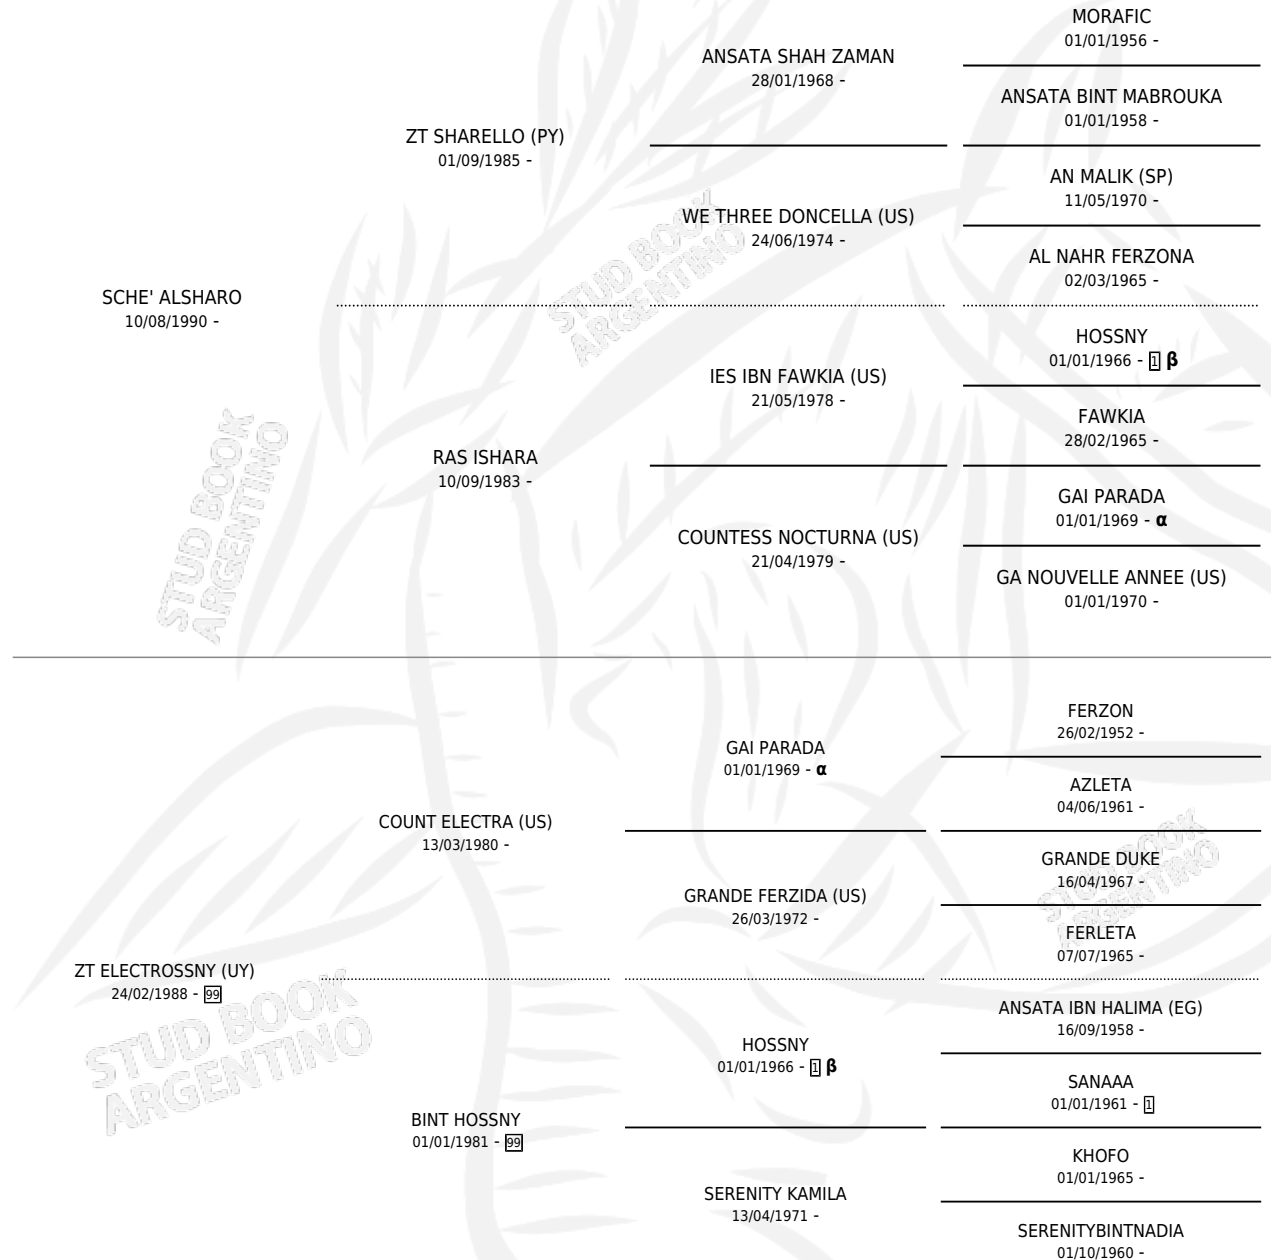 MORAFIC
01/01/1956 -
ANSATA SHAH ZAMAN
28/01/1968 -
ANSATA BINT MABROUKA
01/01/1958 -
ZT SHARELLO (PY)
01/09/1985 -
AN MALIK (SP)
11/05/1970 -
WE THREE DONCELLA (US)
24/06/1974 -
AL NAHR FERZONA
02/03/1965 -
SCHE' ALSHARO
10/08/1990 -
HOSSNY
01/01/1966 - 1 β
IES IBN FAWKIA (US)
21/05/1978 -
FAWKIA
28/02/1965 -
RAS ISHARA
10/09/1983 -
GAI PARADA
01/01/1969 - α
COUNTESS NOCTURNA (US)
21/04/1979 -
GA NOUVELLE ANNEE (US)
01/01/1970 -
FERZON
26/02/1952 -
GAI PARADA
01/01/1969 - α
AZLETA
04/06/1961 -
COUNT ELECTRA (US)
13/03/1980 -
GRANDE DUKE
16/04/1967 -
GRANDE FERZIDA (US)
26/03/1972 -
FERLETA
07/07/1965 -
ZT ELECTROSSNY (UY)
24/02/1988 - 99
ANSATA IBN HALIMA (EG)
16/09/1958 -
HOSSNY
01/01/1966 - 1 β
SANAAA
01/01/1961 - 1
BINT HOSSNY
01/01/1981 - 99
KHOFO
01/01/1965 -
SERENITY KAMILA
13/04/1971 -
SERENITYBINTNADIA
01/10/1960 -
STUD BOOK
ARGENTINO
STUD BOOK
ARGENTINO
STUD BOOK
ARGENTINO
STUD BOOK
ARGENTINO